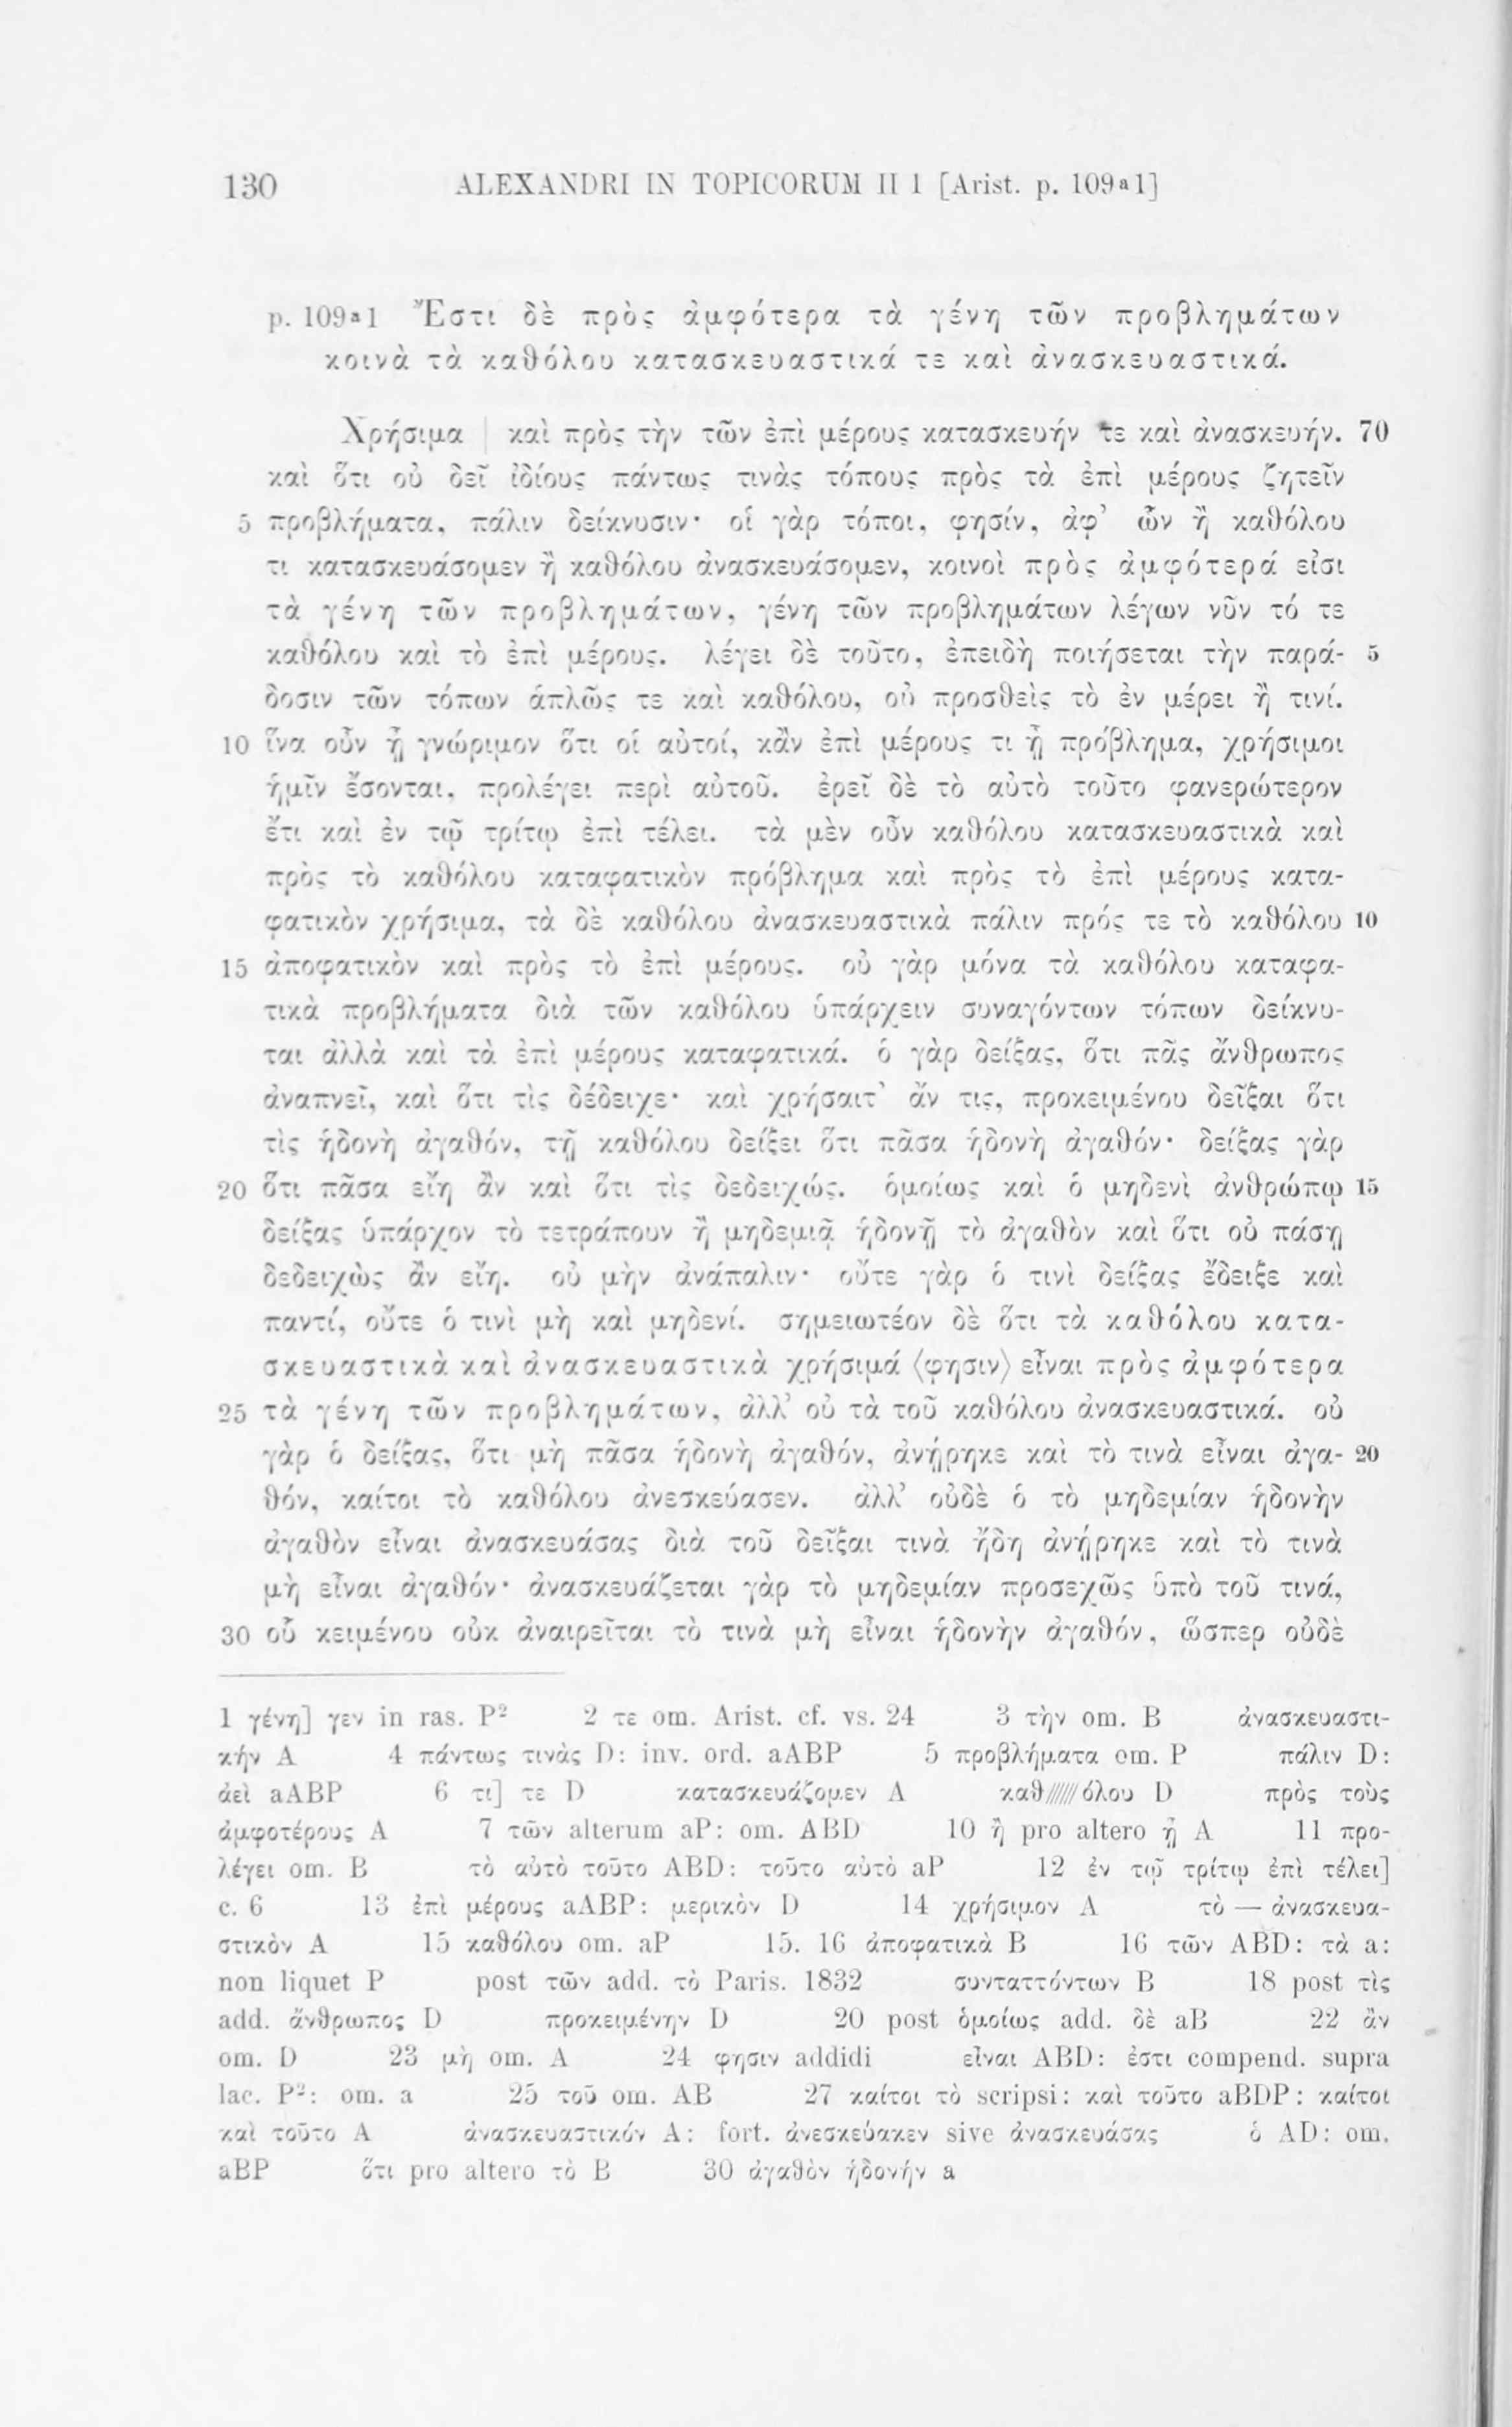 130 ALEXANDRI IN TOPICORUM II 1 [Arist. p. 109a1]
p. 109a1 Ἔστι δὲ πρὸς ἀμφότερα τὰ γένη τῶν προβλημάτων
κοινὰ τὰ καθόλου κατασκευαστικά τε καὶ ἀνασκευαστικά.
Χρήσιμα | καὶ πρὸς τὴν τῶν ἐπὶ μέρους κατασκευήν τε καὶ ἀνασκευήν. 70
καὶ ὅτι οὐ δεῖ ἰδίους πάντως τινὰς τόπους πρὸς τὰ ἐπὶ μέρους ζητεῖν
5 προβλήματα, πάλιν δείκνυσιν· οἱ γὰρ τόποι, φησίν, ἀφ’ ὧν ἢ καθόλου
τι κατασκευάσομεν ἢ καθόλου ἀνασκευάσομεν, κοινοὶ πρὸς ἀμφότερά εἰσι
τὰ γένη τῶν προβλημάτων, γένη τῶν προβλημάτων λέγων νῦν τό τε
καθόλου καὶ τὸ ἐπὶ μέρους. λέγει δὲ τοῦτο, ἐπειδὴ ποιήσεται τὴν παρά- 5
δοσιν τῶν τόπων ἁπλῶς τε καὶ καθόλου, οὐ προσθεὶς τὸ ἐν μέρει ἢ τινί.
10 ἵνα οὖν ᾖ γνώριμον ὅτι οἱ αὐτοί, κἂν ἐπὶ μέρους τι ᾖ πρόβλημα, χρήσιμοι
ἡμῖν ἔσονται, προλέγει περὶ αὐτοῦ. ἐρεῖ δὲ τὸ αὐτὸ τοῦτο φανερώτερον
ἔτι καὶ ἐν τῷ τρίτῳ ἐπὶ τέλει. τὰ μὲν οὖν καθόλου κατασκευαστικὰ καὶ
πρὸς τὸ καθόλου καταφατικὸν πρόβλημα καὶ πρὸς τὸ ἐπὶ μέρους κατα-
φατικὸν χρήσιμα, τὰ δὲ καθόλου ἀνασκευαστικὰ πάλιν πρός τε τὸ καθόλου 10
15 ἀποφατικὸν καὶ πρὸς τὸ ἐπὶ μέρους. οὐ γὰρ μόνα τὰ καθόλου καταφα-
τικὰ προβλήματα διὰ τῶν καθόλου ὑπάρχειν συναγόντων τόπων δείκνυ-
ται ἀλλὰ καὶ τὰ ἐπὶ μέρους καταφατικά. ὁ γὰρ δείξας, ὅτι πᾶς ἄνθρωπος
ἀναπνεῖ, καὶ ὅτι τὶς δέδειχε· καὶ χρήσαιτ’ ἄν τις, προκειμένου δεῖξαι ὅτι
τὶς ἡδονὴ ἀγαθόν, τῇ καθόλου δείξει ὅτι πᾶσα ἡδονὴ ἀγαθόν· δείξας γὰρ
20 ὅτι πᾶσα εἴη ἂν καὶ ὅτι τὶς δεδειχώς. ὁμοίως καὶ ὁ μηδενὶ ἀνθρώπῳ 15
δείξας ὑπάρχον τὸ τετράπουν ἢ μηδεμιᾷ ἡδονῇ τὸ ἀγαθὸν καὶ ὅτι οὐ πάσῃ
δεδειχὼς ἂν εἴη. οὐ μὴν ἀνάπαλιν· οὔτε γὰρ ὁ τινὶ δείξας ἔδειξε καὶ
παντί, οὔτε ὁ τινὶ μὴ καὶ μηδενί. σημειωτέον δὲ ὅτι τὰ καθόλου κατα-
σκευαστικὰ καὶ ἀνασκευαστικὰ χρήσιμά ⟨φησιν⟩ εἶναι πρὸς ἀμφότερα
25 τὰ γένη τῶν προβλημάτων, ἀλλ’ οὐ τὰ τοῦ καθόλου ἀνασκευαστικά. οὐ
γὰρ ὁ δείξας, ὅτι μὴ πᾶσα ἡδονὴ ἀγαθόν, ἀνῄρηκε καὶ τὸ τινὰ εἶναι ἀγα- 20
θόν, καίτοι τὸ καθόλου ἀνεσκεύασεν. ἀλλ’ οὐδὲ ὁ τὸ μηδεμίαν ἡδονὴν
ἀγαθὸν εἶναι ἀνασκευάσας διὰ τοῦ δεῖξαι τινὰ ἤδη ἀνῄρηκε καὶ τὸ τινὰ
μὴ εἶναι ἀγαθόν· ἀνασκευάζεται γὰρ τὸ μηδεμίαν προσεχῶς ὑπὸ τοῦ τινά,
30 οὗ κειμένου οὐκ ἀναιρεῖται τὸ τινὰ μὴ εἶναι ἡδονὴν ἀγαθόν, ὥσπερ οὐδὲ
1 γένη] γεν in ras. P² 2 τε om. Arist. cf. vs. 24 3 τὴν om. B ἀνασκευαστι-
κήν A 4 πάντως τινὰς D: inv. ord. aABP 5 προβλήματα om. P πάλιν D:
ἀεὶ aABP 6 τι] τε D κατασκευάζομεν A καθ//////όλου D πρὸς τοὺς
ἀμφοτέρους A 7 τῶν alterum aP: om. ABD 10 ἢ pro altero ᾖ A 11 προ-
λέγει om. B τὸ αὐτὸ τοῦτο ABD: τοῦτο αὐτὸ aP 12 ἐν τῷ τρίτῳ ἐπὶ τέλει]
c. 6 13 ἐπὶ μέρους aABP: μερικὸν D 14 χρήσιμον A τὸ — ἀνασκευα-
στικὸν A 15 καθόλου om. aP 15. 16 ἀποφατικὰ B 16 τῶν ABD: τὰ a:
non liquet P post τῶν add. τὸ Paris. 1832 συνταττόντων B 18 post τὶς
add. ἄνθρωπος D προκειμένην D 20 post ὁμοίως add. δὲ aB 22 ἂν
om. D 23 μὴ om. A 24 φησιν addidi εἶναι ABD: ἐστι compend. supra
lac. P²: om. a 25 τοῦ om. AB 27 καίτοι τὸ scripsi: καὶ τοῦτο aBDP: καίτοι
καὶ τοῦτο A ἀνασκευαστικόν A: fort. ἀνεσκεύακεν sive ἀνασκευάσας ὁ AD: om.
aBP ὅτι pro altero τὸ B 30 ἀγαθὸν ἡδονήν a